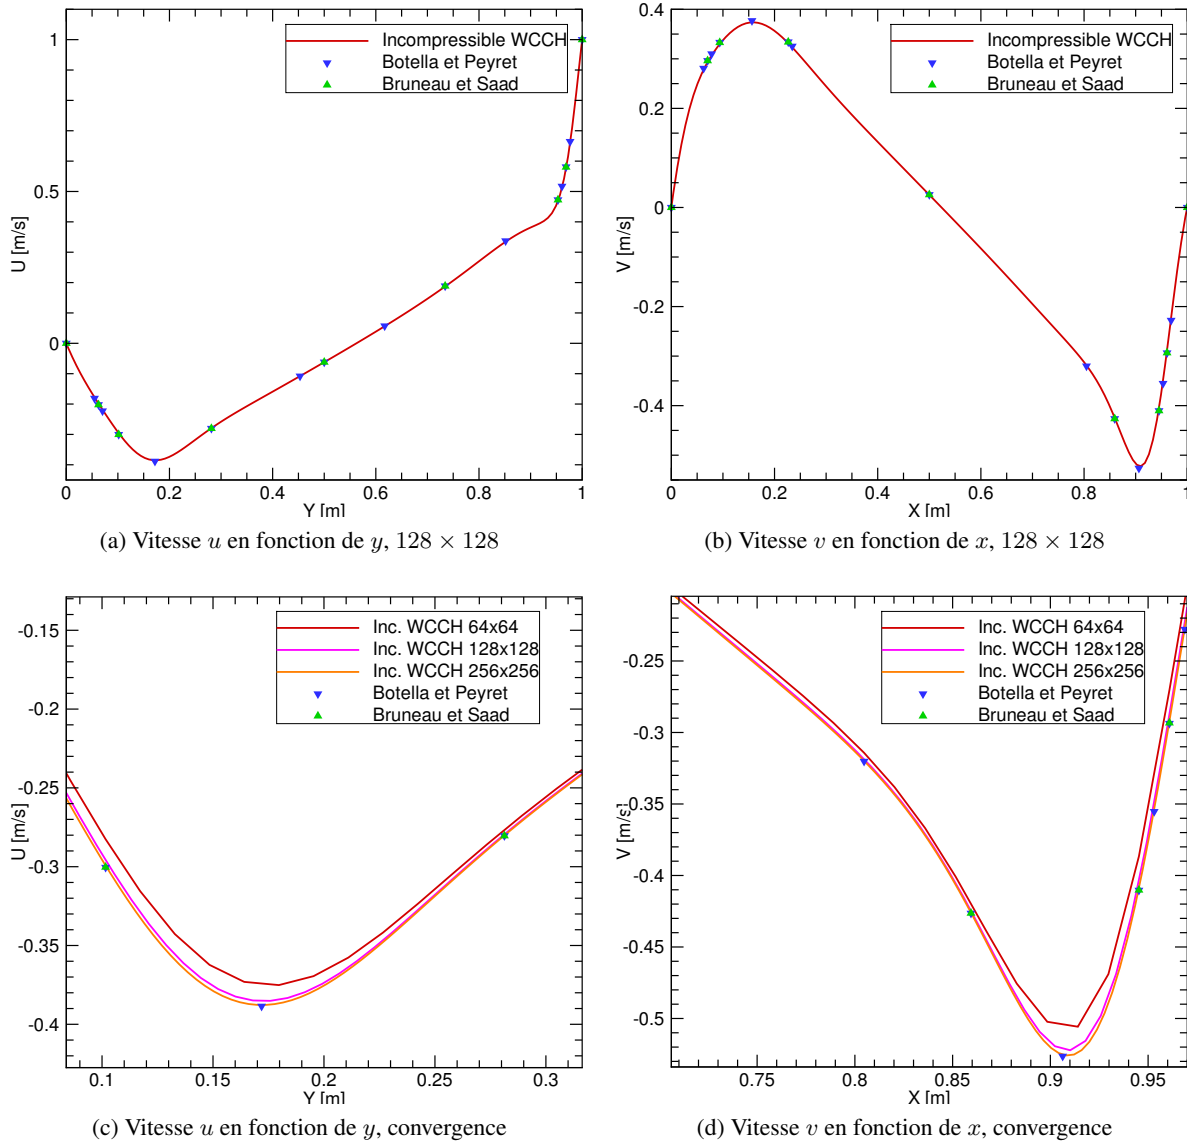 1
0.5
0
U [m/s]
0
0.2
0.4
0.6
0.8
1
Y [m]
Incompressible WCCH
Botella et Peyret
Bruneau et Saad
(a) Vitesse u en fonction de y, 128 × 128
0.4
0.2
0
-0.2
-0.4
V [m/s]
0
0.2
0.4
0.6
0.8
1
X [m]
Incompressible WCCH
Botella et Peyret
Bruneau et Saad
(b) Vitesse v en fonction de x, 128 × 128
-0.15
-0.2
-0.25
-0.3
-0.35
-0.4
U [m/s]
0.1
0.15
0.2
0.25
0.3
Y [m]
Inc. WCCH 64x64
Inc. WCCH 128x128
Inc. WCCH 256x256
Botella et Peyret
Bruneau et Saad
(c) Vitesse u en fonction de y, convergence
-0.25
-0.3
-0.35
-0.4
-0.45
-0.5
V [m/s]
0.75
0.8
0.85
0.9
0.95
X [m]
Inc. WCCH 64x64
Inc. WCCH 128x128
Inc. WCCH 256x256
Botella et Peyret
Bruneau et Saad
(d) Vitesse v en fonction de x, convergence